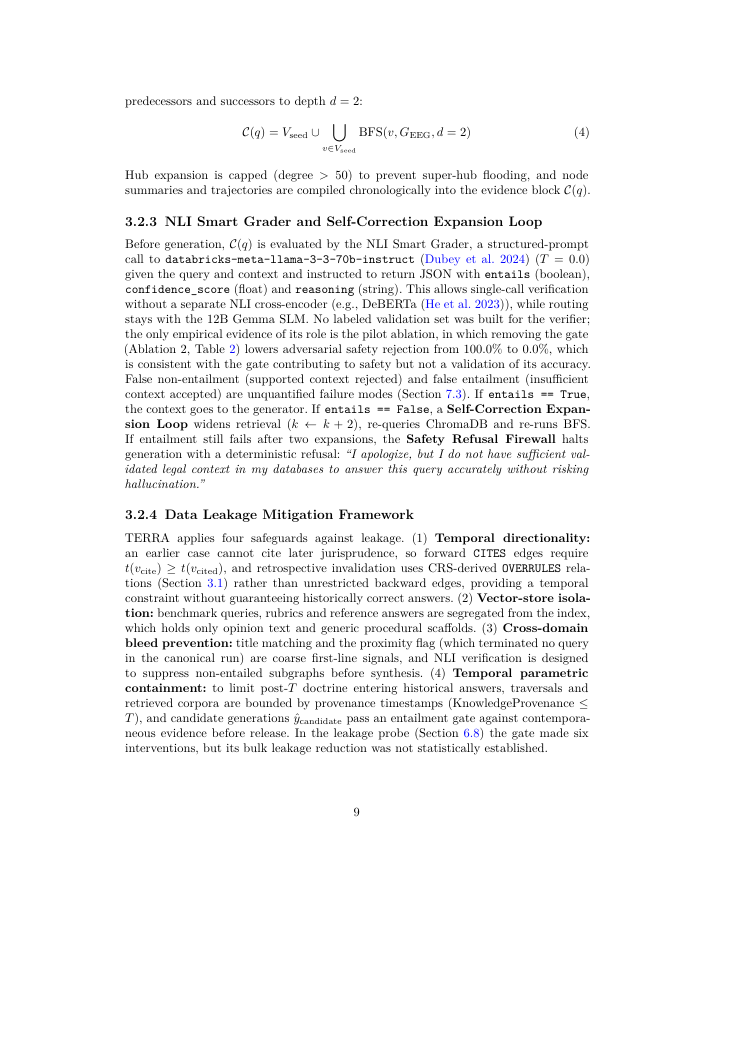 predecessors and successors to depth d = 2:
C(q) = V_seed ∪ ⋃_{v∈V_seed} BFS(v, G_EEG, d = 2) (4)
Hub expansion is capped (degree > 50) to prevent super-hub flooding, and node
summaries and trajectories are compiled chronologically into the evidence block C(q).
3.2.3 NLI Smart Grader and Self-Correction Expansion Loop
Before generation, C(q) is evaluated by the NLI Smart Grader, a structured-prompt
call to databricks-meta-llama-3-3-70b-instruct (Dubey et al. 2024) (T = 0.0)
given the query and context and instructed to return JSON with entails (boolean),
confidence_score (float) and reasoning (string). This allows single-call verification
without a separate NLI cross-encoder (e.g., DeBERTa (He et al. 2023)), while routing
stays with the 12B Gemma SLM. No labeled validation set was built for the verifier;
the only empirical evidence of its role is the pilot ablation, in which removing the gate
(Ablation 2, Table 2) lowers adversarial safety rejection from 100.0% to 0.0%, which
is consistent with the gate contributing to safety but not a validation of its accuracy.
False non-entailment (supported context rejected) and false entailment (insufficient
context accepted) are unquantified failure modes (Section 7.3). If entails == True,
the context goes to the generator. If entails == False, a Self-Correction Expan-
sion Loop widens retrieval (k ← k + 2), re-queries ChromaDB and re-runs BFS.
If entailment still fails after two expansions, the Safety Refusal Firewall halts
generation with a deterministic refusal: “I apologize, but I do not have sufficient val-
idated legal context in my databases to answer this query accurately without risking
hallucination.”
3.2.4 Data Leakage Mitigation Framework
TERRA applies four safeguards against leakage. (1) Temporal directionality:
an earlier case cannot cite later jurisprudence, so forward CITES edges require
t(v_cite) ≥ t(v_cited), and retrospective invalidation uses CRS-derived OVERRULES rela-
tions (Section 3.1) rather than unrestricted backward edges, providing a temporal
constraint without guaranteeing historically correct answers. (2) Vector-store isola-
tion: benchmark queries, rubrics and reference answers are segregated from the index,
which holds only opinion text and generic procedural scaffolds. (3) Cross-domain
bleed prevention: title matching and the proximity flag (which terminated no query
in the canonical run) are coarse first-line signals, and NLI verification is designed
to suppress non-entailed subgraphs before synthesis. (4) Temporal parametric
containment: to limit post-T doctrine entering historical answers, traversals and
retrieved corpora are bounded by provenance timestamps (KnowledgeProvenance ≤
T), and candidate generations ŷ_candidate pass an entailment gate against contempora-
neous evidence before release. In the leakage probe (Section 6.8) the gate made six
interventions, but its bulk leakage reduction was not statistically established.
9